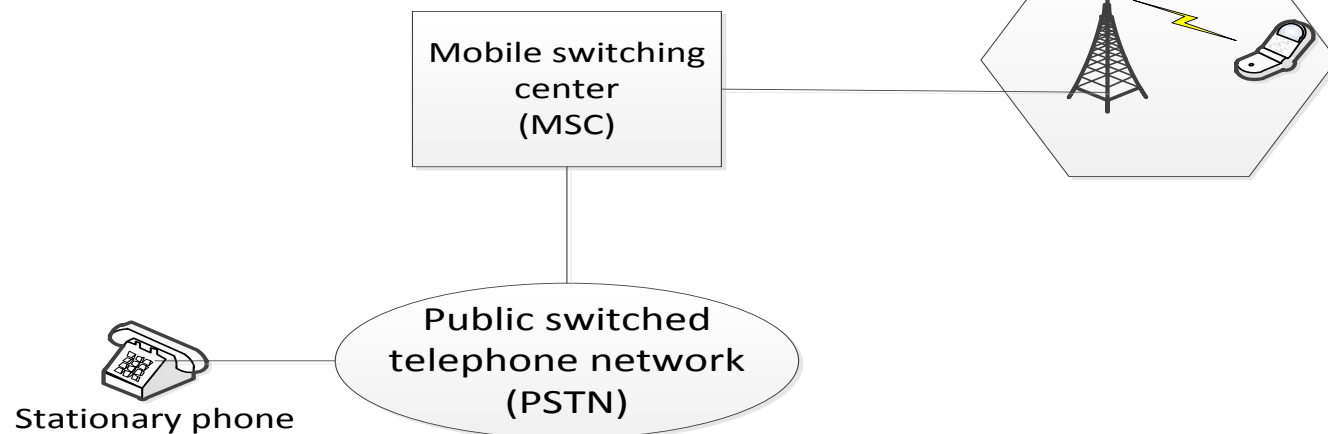 Mobile switching
center
(MSC)
Public switched
telephone network
(PSTN)
Stationary phone